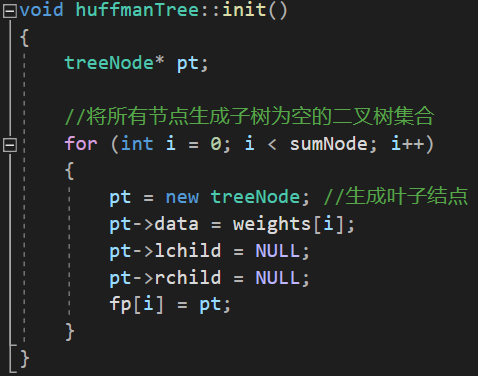 void huffmanTree::init()
{
    treeNode* pt;

    //将所有节点生成子树为空的二叉树集合
    for (int i = 0; i < sumNode; i++)
    {
        pt = new treeNode; //生成叶子结点
        pt->data = weights[i];
        pt->lchild = NULL;
        pt->rchild = NULL;
        fp[i] = pt;
    }
}